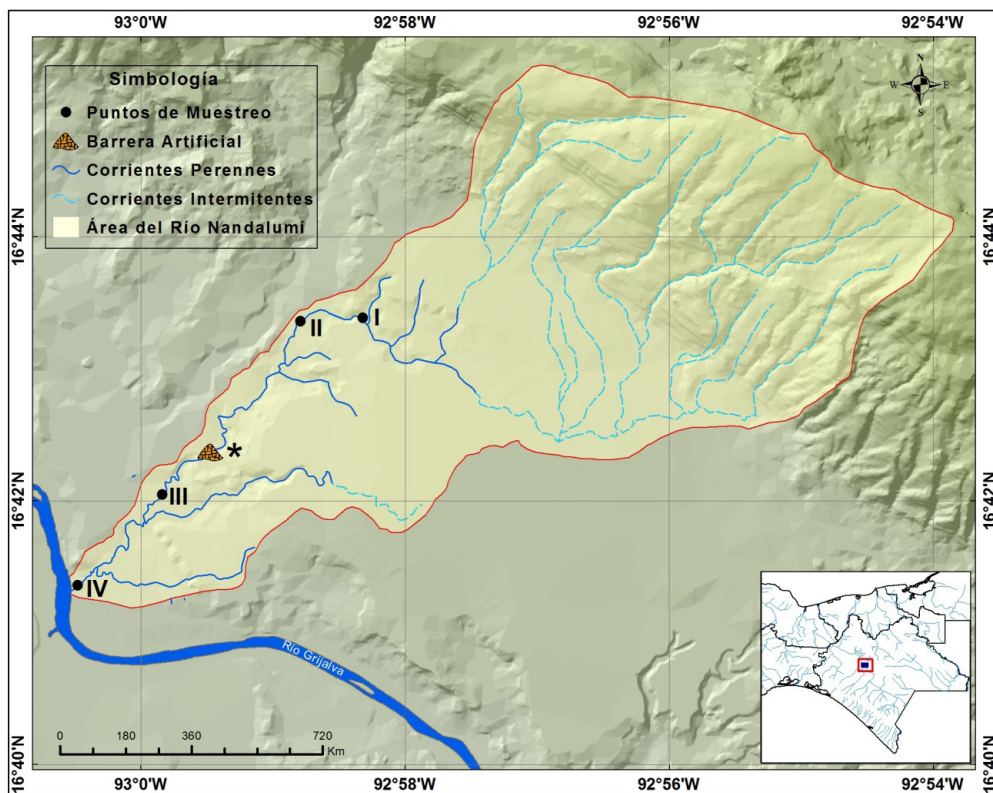 93°0'W 92°58'W 92°56'W 92°54'W
Simbología
Puntos de Muestreo
Barrera Artificial
Corrientes Perennes
Corrientes Intermitentes
Área del Río Nandalumí
N
W E
S
16°44'N 16°44'N
I
II
*
16°42'N 16°42'N
III
IV
Río Grijalva
0 180 360 720
Km
16°40'N 16°40'N
93°0'W 92°58'W 92°56'W 92°54'W